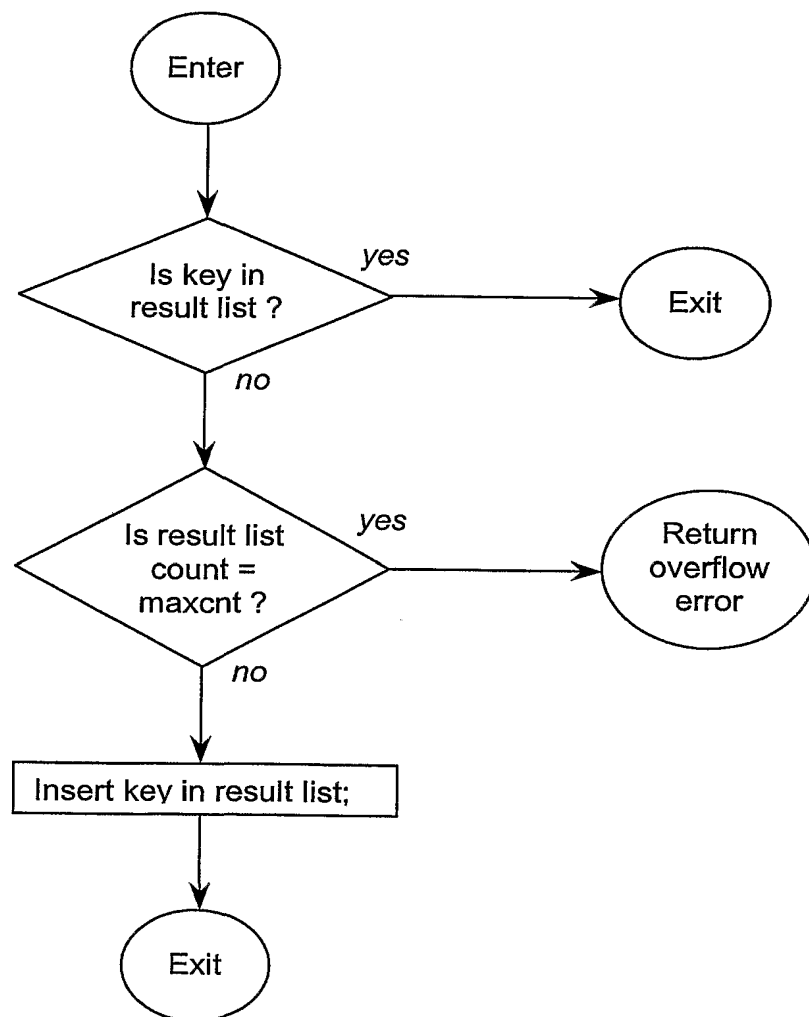 Enter
Is key in
result list ?
yes
Exit
no
Is result list
count =
maxcnt ?
yes
Return
overflow
error
no
Insert key in result list;
Exit